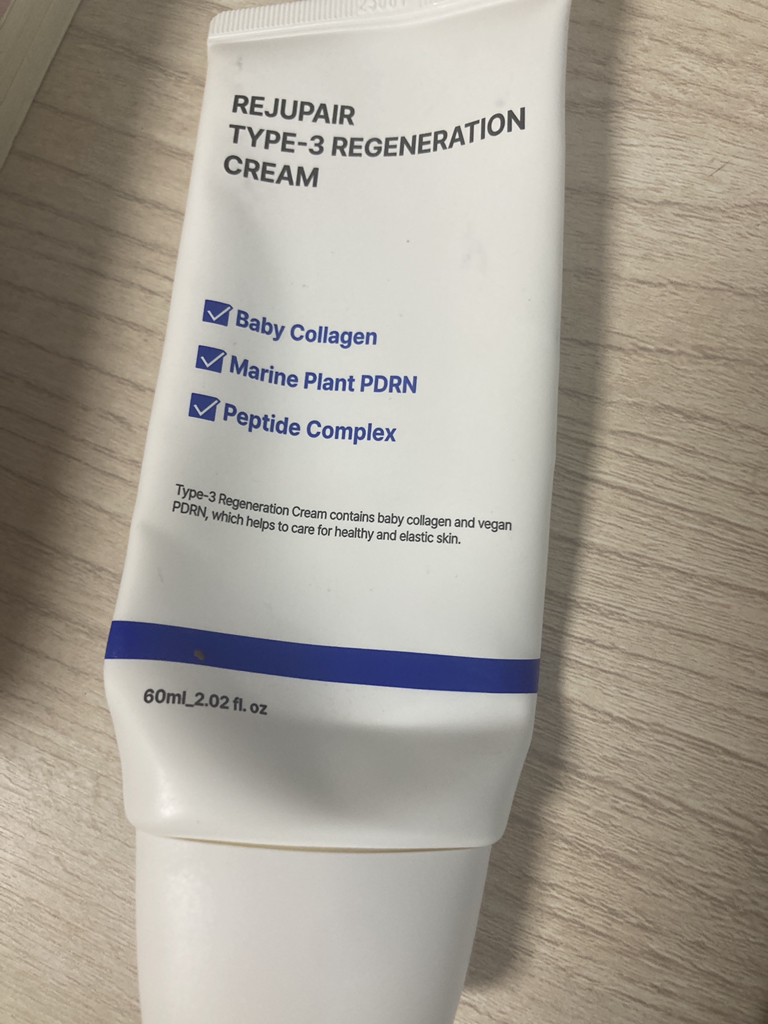 REJUPAIR
TYPE-3 REGENERATION
CREAM
Baby Collagen
Marine Plant PDRN
Peptide Complex
Type-3 Regeneration Cream contains baby collagen and vegan
PDRN, which helps to care for healthy and elastic skin.
60ml_2.02 fl. oz